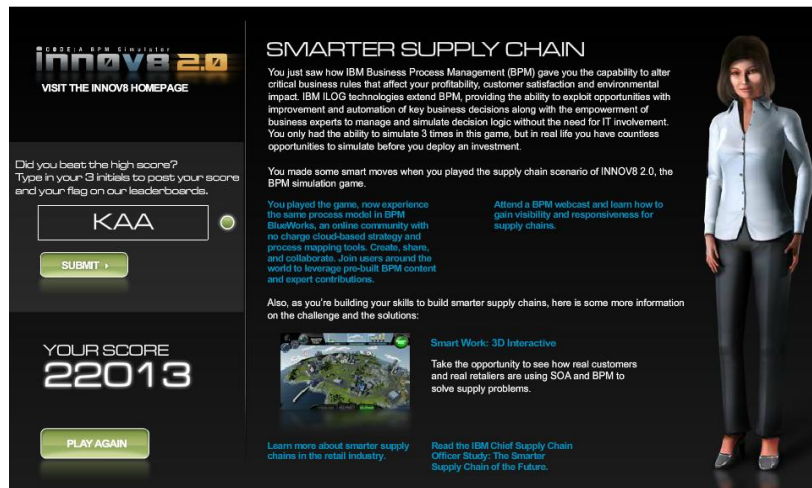 CODE: A BPM Simulator
innov8 2.0
VISIT THE INNOV8 HOMEPAGE
Did you beat the high score?
Type in your 3 initials to post your score
and your flag on our leaderboards.
KAA
SUBMIT ›
YOUR SCORE
22013
PLAY AGAIN
SMARTER SUPPLY CHAIN
You just saw how IBM Business Process Management (BPM) gave you the capability to alter
critical business rules that affect your profitability, customer satisfaction and environmental
impact. IBM ILOG technologies extend BPM, providing the ability to exploit opportunities with
improvement and automation of key business decisions along with the empowerment of
business experts to manage and simulate decision logic without the need for IT involvement.
You only had the ability to simulate 3 times in this game, but in real life you have countless
opportunities to simulate before you deploy an investment.
You made some smart moves when you played the supply chain scenario of INNOV8 2.0, the
BPM simulation game.
You played the game, now experience
the same process model in BPM
BlueWorks, an online community with
no charge cloud-based strategy and
process mapping tools. Create, share,
and collaborate. Join users around the
world to leverage pre-built BPM content
and expert contributions.
Attend a BPM webcast and learn how to
gain visibility and responsiveness for
supply chains.
Also, as you're building your skills to build smarter supply chains, here is some more information
on the challenge and the solutions:
Smart Work: 3D Interactive
Take the opportunity to see how real customers
and real retaliers are using SOA and BPM to
solve supply problems.
Learn more about smarter supply
chains in the retail industry.
Read the IBM Chief Supply Chain
Officer Study: The Smarter
Supply Chain of the Future.